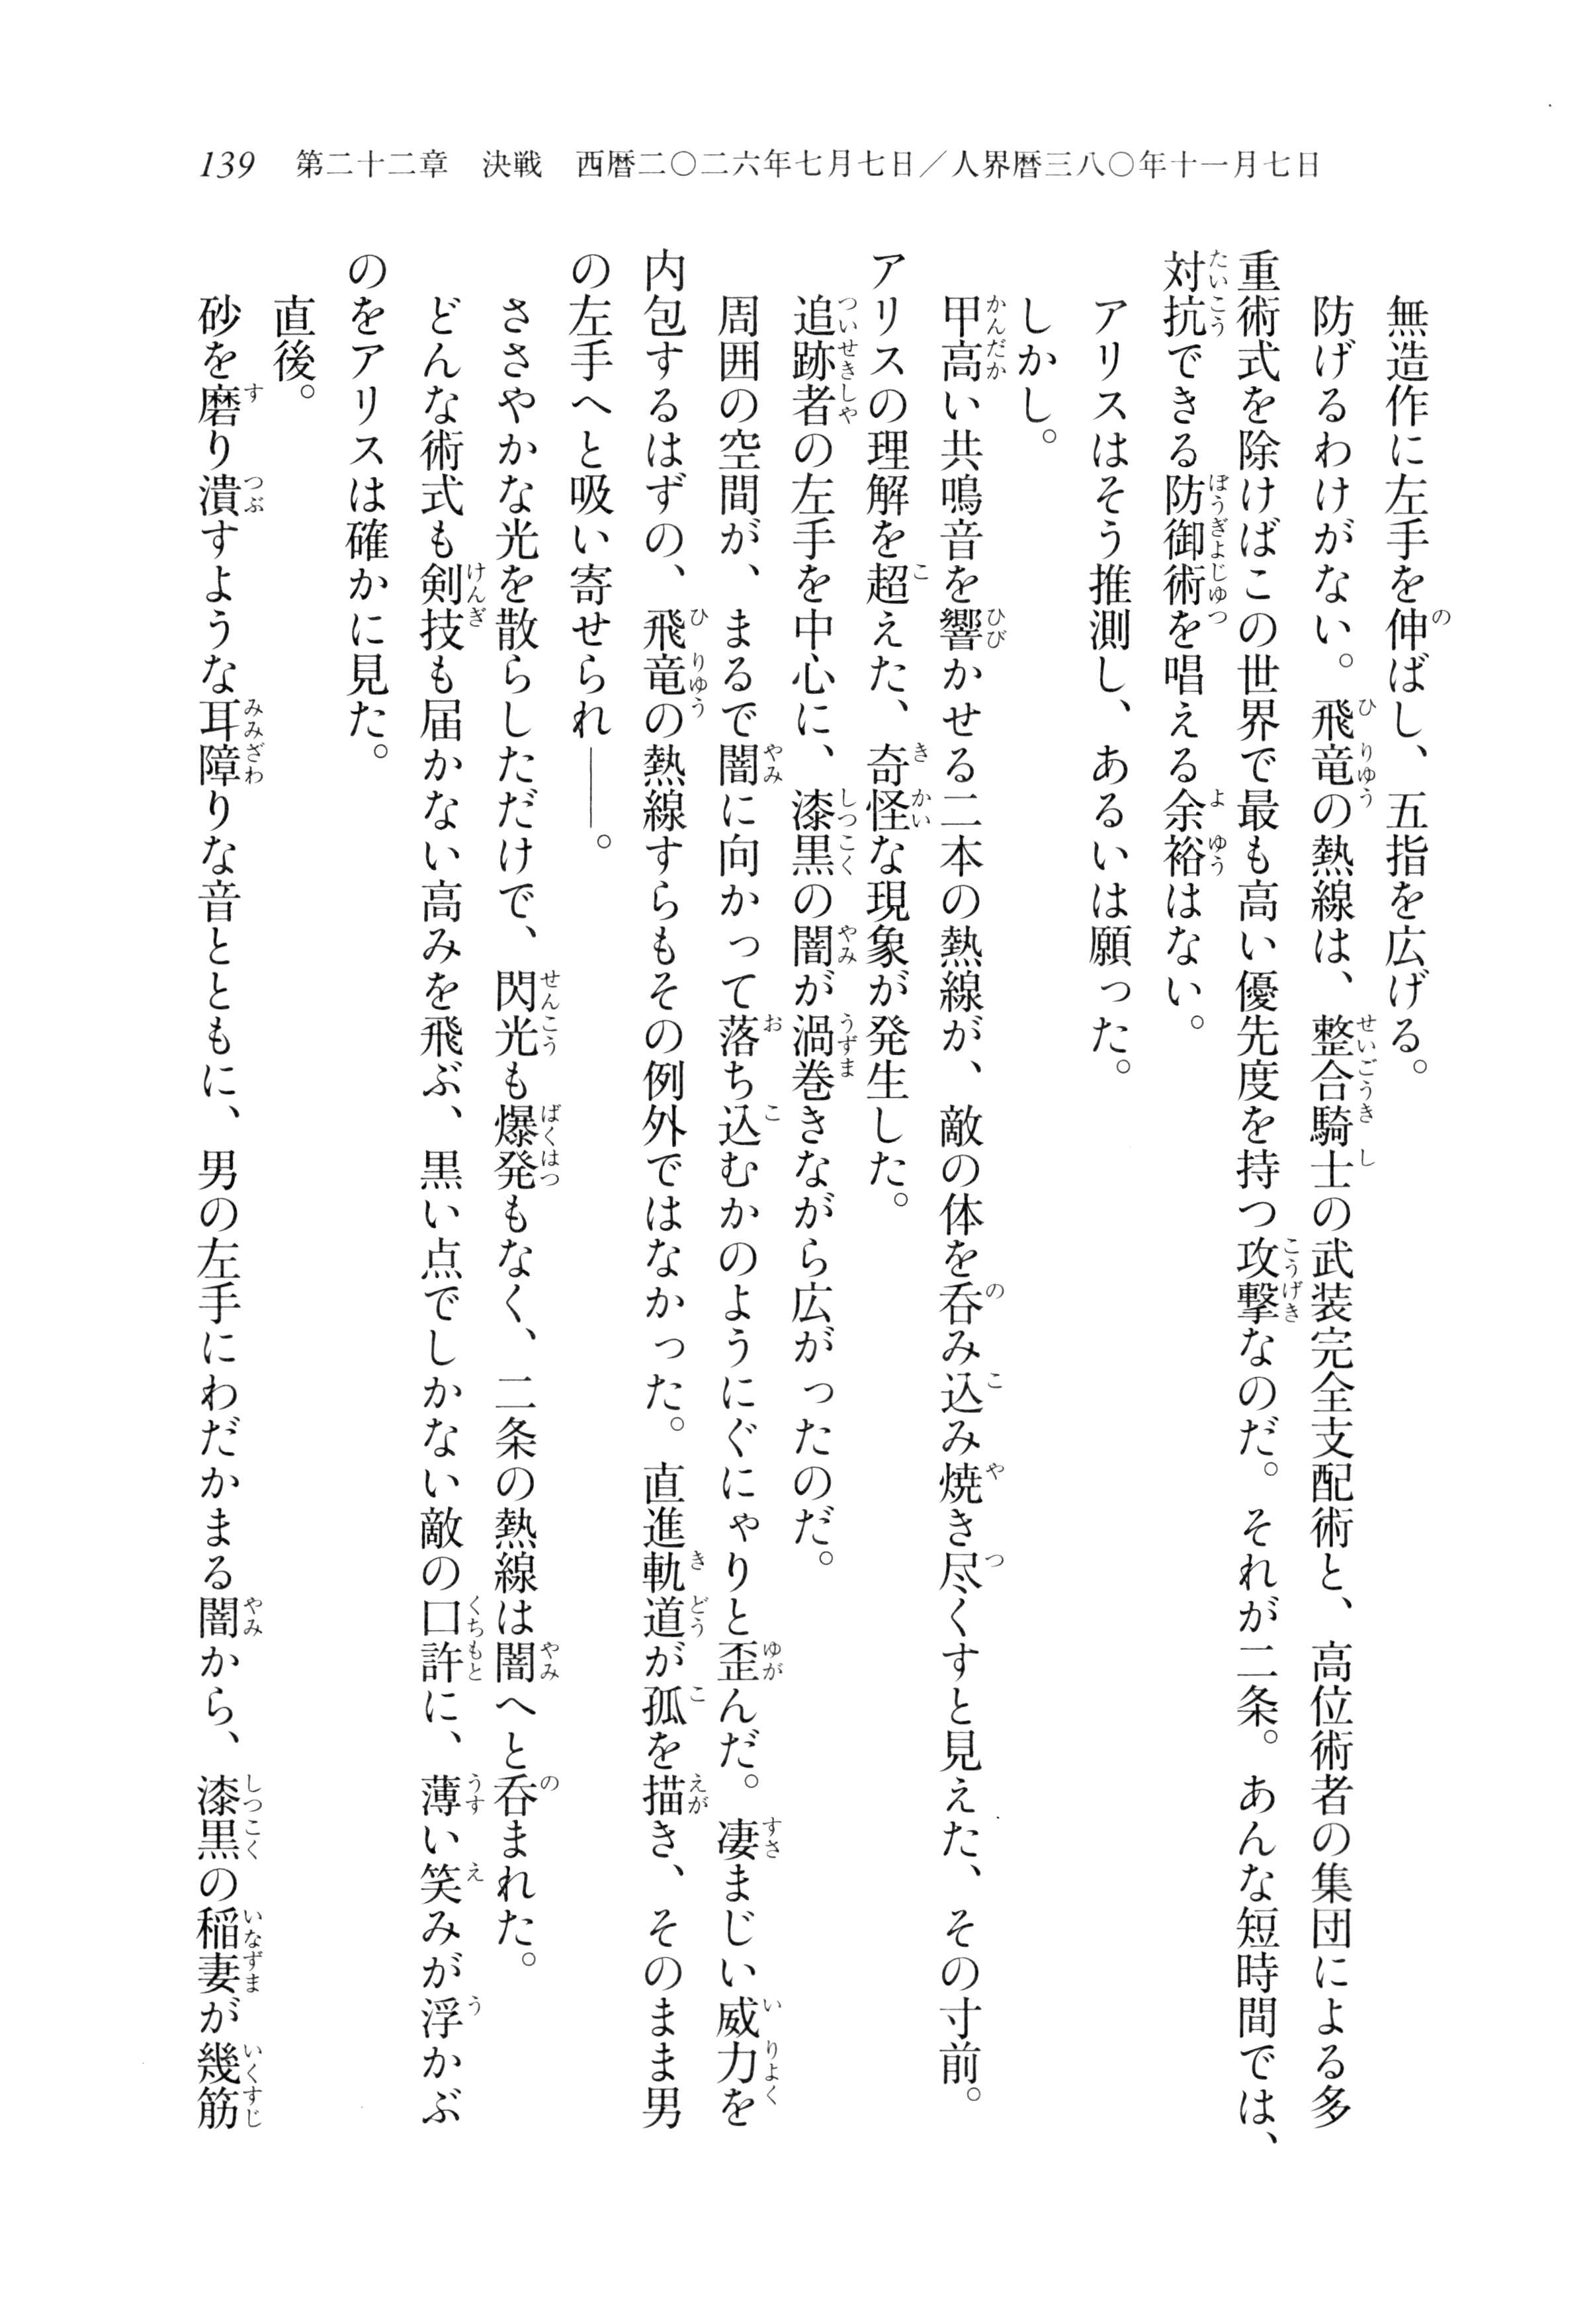 139　第二十二章　決戦　西暦二〇二六年七月七日／人界暦三八〇年十一月七日
　無造作に左手を伸ばし、五指を広げる。
　防げるわけがない。飛竜の熱線は、整合騎士の武装完全支配術と、高位術者の集団による多
重術式を除けばこの世界で最も高い優先度を持つ攻撃なのだ。それが二条。あんな短時間では、
対抗できる防御術を唱える余裕はない。
　アリスはそう推測し、あるいは願った。
　しかし。
　甲高い共鳴音を響かせる二本の熱線が、敵の体を呑み込み焼き尽くすと見えた、その寸前。
アリスの理解を超えた、奇怪な現象が発生した。
　追跡者の左手を中心に、漆黒の闇が渦巻きながら広がったのだ。
　周囲の空間が、まるで闇に向かって落ち込むかのようにぐにゃりと歪んだ。凄まじい威力を
内包するはずの、飛竜の熱線すらもその例外ではなかった。直進軌道が孤を描き、そのまま男
の左手へと吸い寄せられ――。
　ささやかな光を散らしただけで、閃光も爆発もなく、二条の熱線は闇へと呑まれた。
　どんな術式も剣技も届かない高みを飛ぶ、黒い点でしかない敵の口許に、薄い笑みが浮かぶ
のをアリスは確かに見た。
　直後。
　砂を磨り潰すような耳障りな音とともに、男の左手にわだかまる闇から、漆黒の稲妻が幾筋